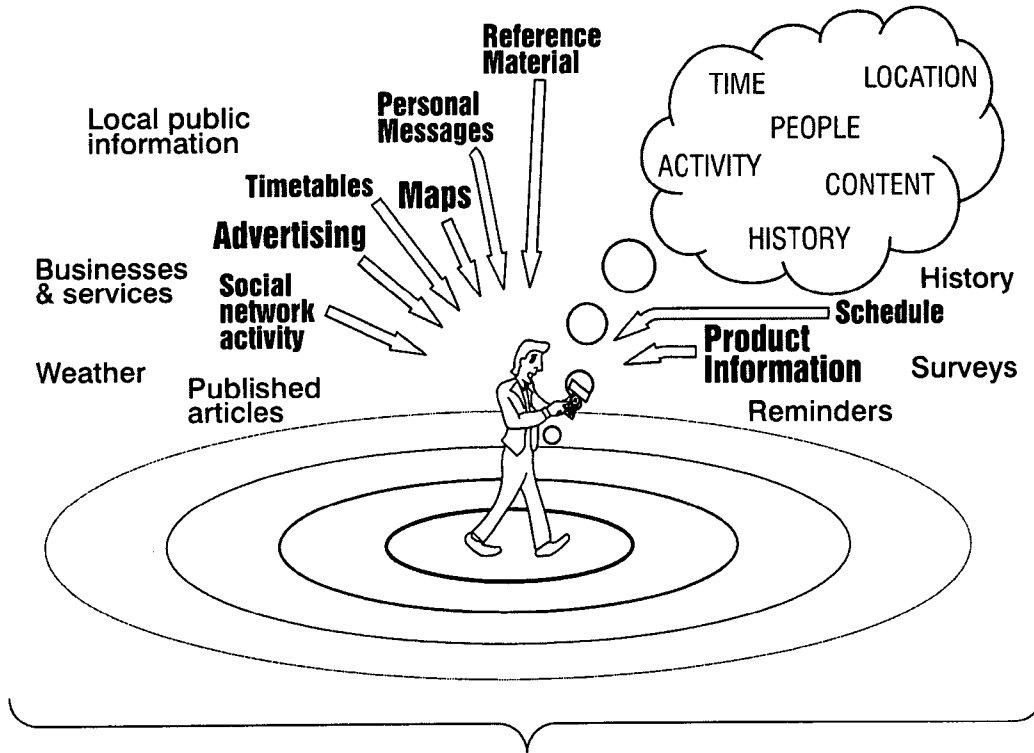 Reference
Material
TIME
LOCATION
Personal
Messages
PEOPLE
Local public
information
ACTIVITY
CONTENT
Timetables
Maps
Advertising
HISTORY
Businesses
& services
History
Social
network
activity
Schedule
Product
Information
Weather
Surveys
Published
articles
Reminders